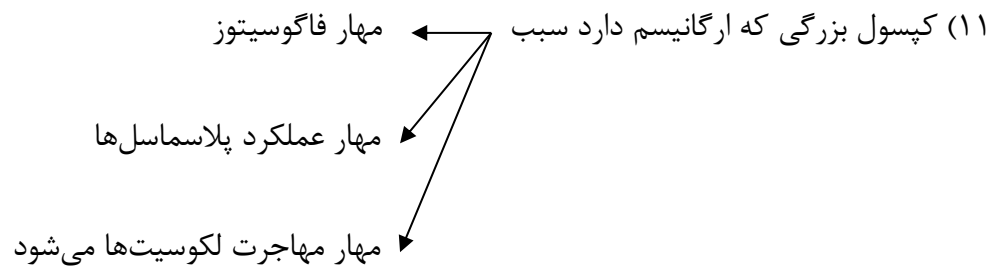 ۱۱) کپسول بزرگی که ارگانیسم دارد سبب مهار فاگوسیتوز
مهار عملکرد پلاسماسل‌ها
مهار مهاجرت لکوسیت‌ها می‌شود